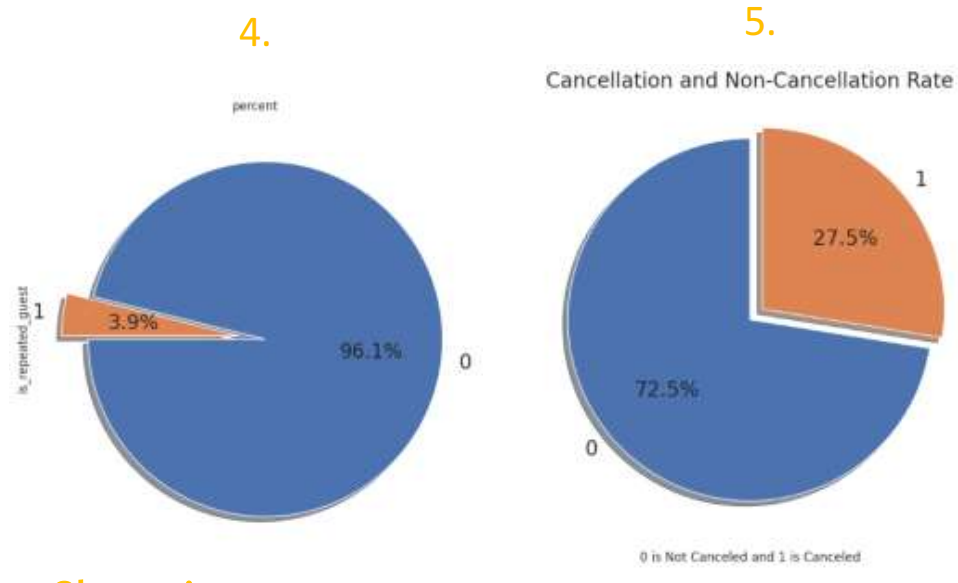 4.
percent
is_repeated_guest
1
3.9%
96.1%
0
5.
Cancellation and Non-Cancellation Rate
1
27.5%
72.5%
0
0 is Not Canceled and 1 is Canceled